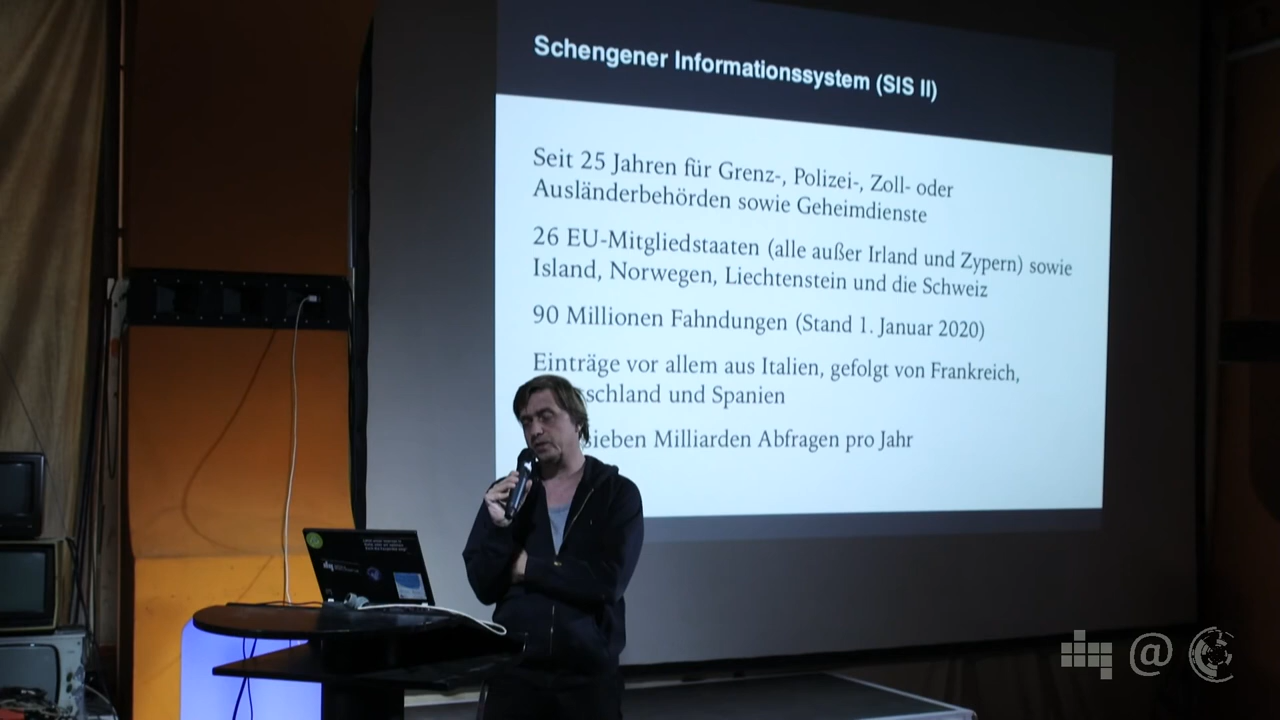 Schengener Informationssystem (SIS II)
Seit 25 Jahren für Grenz-, Polizei-, Zoll- oder
Ausländerbehörden sowie Geheimdienste
26 EU-Mitgliedstaaten (alle außer Irland und Zypern) sowie
Island, Norwegen, Liechtenstein und die Schweiz
90 Millionen Fahndungen (Stand 1. Januar 2020)
Einträge vor allem aus Italien, gefolgt von Frankreich,
schland und Spanien
sieben Milliarden Abfragen pro Jahr
@